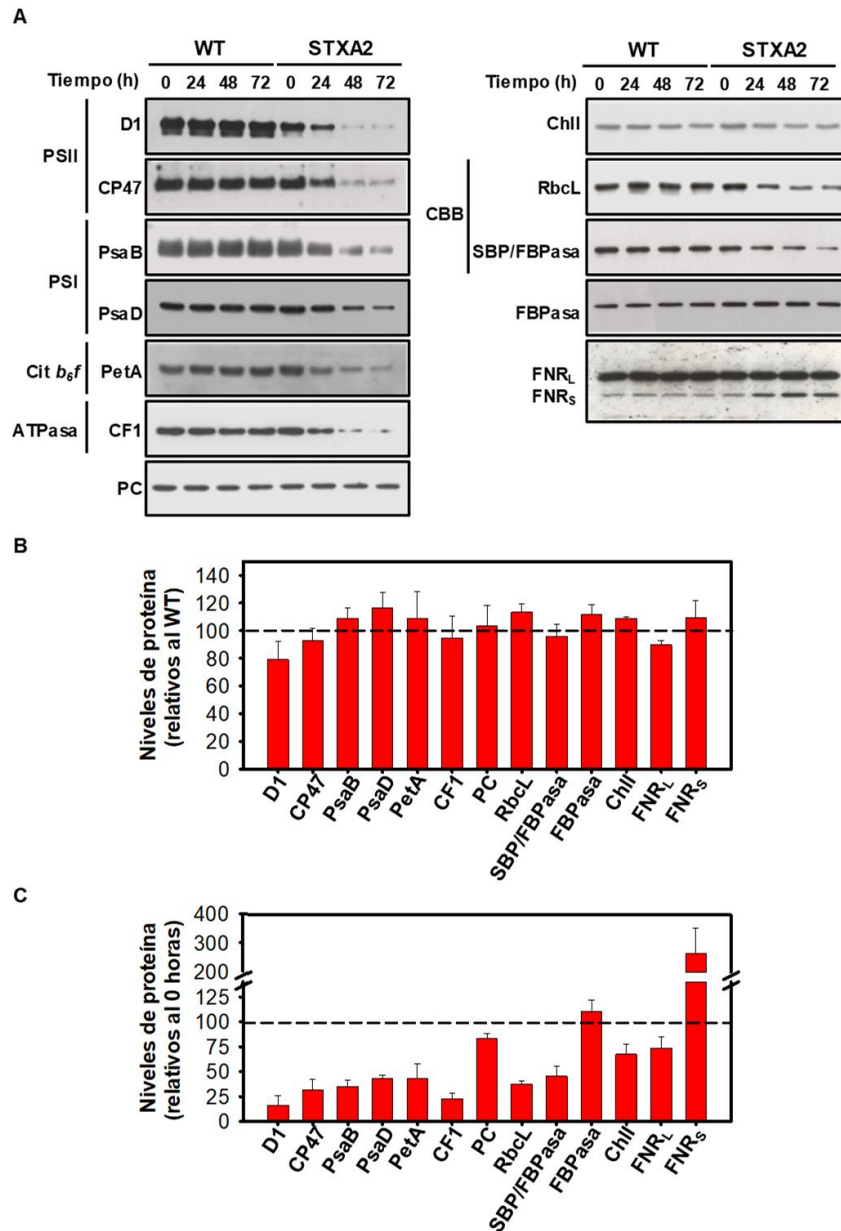 A
WT STXA2
Tiempo (h) 0 24 48 72 0 24 48 72
PSII
D1
CP47
PSI
PsaB
PsaD
Cit b6f PetA
ATPasa CF1
PC
WT STXA2
Tiempo (h) 0 24 48 72 0 24 48 72
ChlI
CBB
RbcL
SBP/FBPasa
FBPasa
FNRL
FNRS
B
Niveles de proteína
(relativos al WT)
140
120
100
80
60
40
20
0
D1 CP47 PsaB PsaD PetA CF1 PC RbcL SBP/FBPasa FBPasa ChlI FNRL FNRS
C
Niveles de proteína
(relativos al 0 horas)
400
300
200
125
100
75
50
25
0
D1 CP47 PsaB PsaD PetA CF1 PC RbcL SBP/FBPasa FBPasa ChlI FNRL FNRS